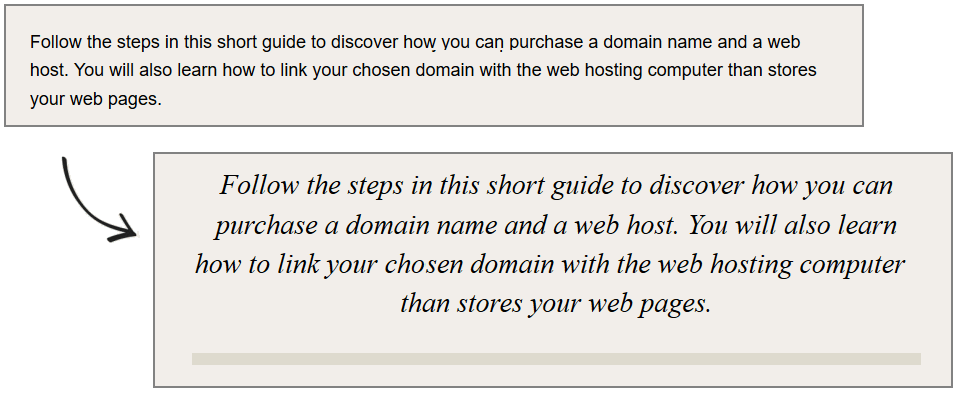 Follow the steps in this short guide to discover how you can purchase a domain name and a web
host. You will also learn how to link your chosen domain with the web hosting computer than stores
your web pages.
Follow the steps in this short guide to discover how you can
purchase a domain name and a web host. You will also learn
how to link your chosen domain with the web hosting computer
than stores your web pages.